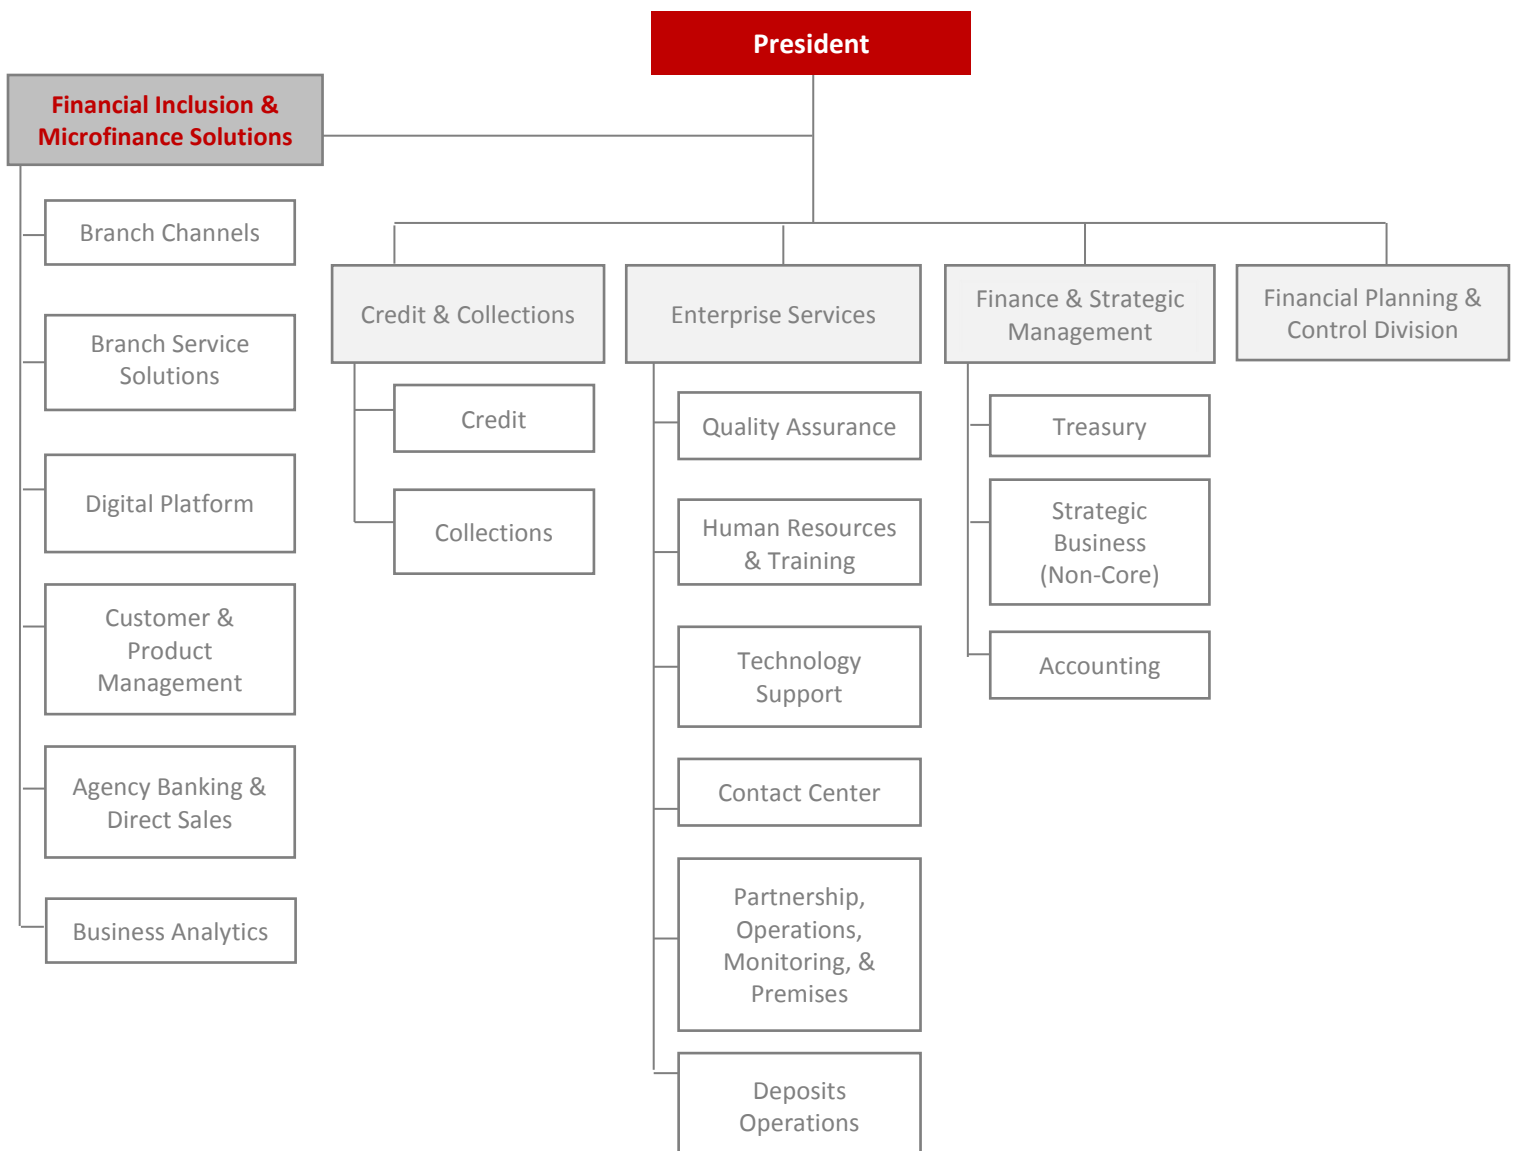 President
Financial Inclusion &
Microfinance Solutions
Branch Channels
Branch Service
Solutions
Digital Platform
Customer &
Product
Management
Agency Banking &
Direct Sales
Business Analytics
Credit & Collections
Credit
Collections
Enterprise Services
Quality Assurance
Human Resources
& Training
Technology
Support
Contact Center
Partnership,
Operations,
Monitoring, &
Premises
Deposits
Operations
Finance & Strategic
Management
Treasury
Strategic
Business
(Non-Core)
Accounting
Financial Planning &
Control Division